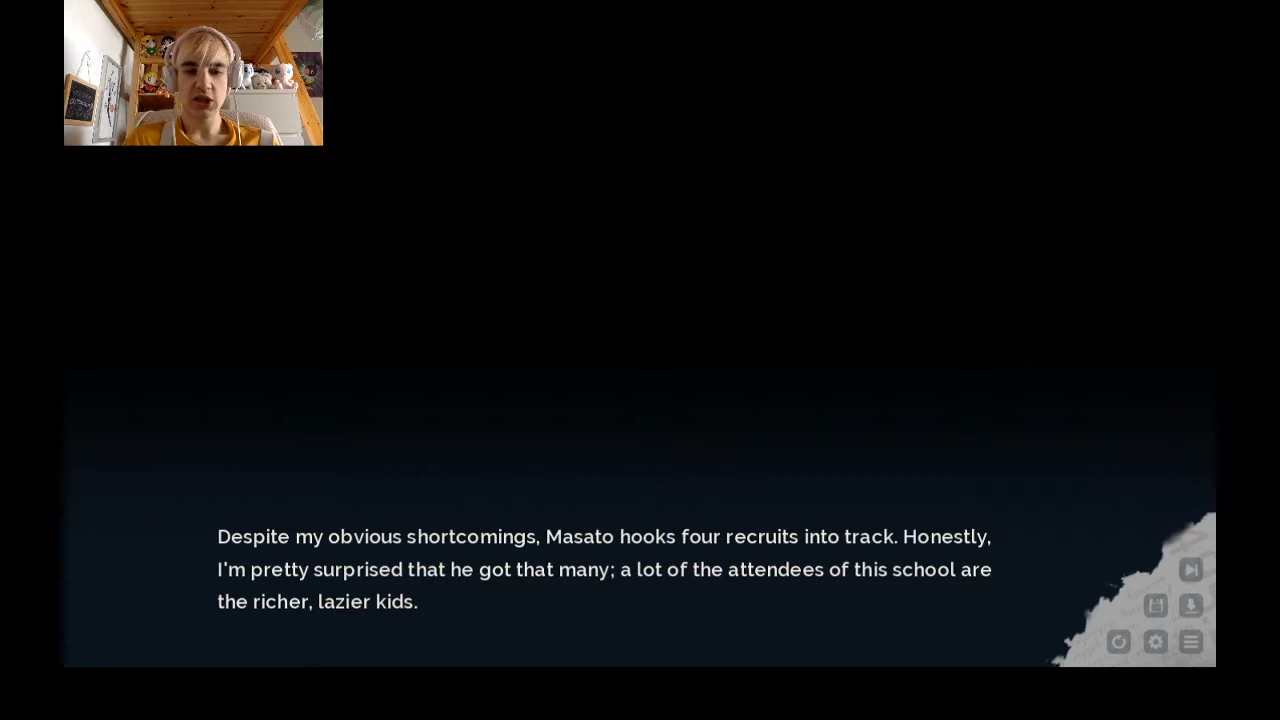 Despite my obvious shortcomings, Masato hooks four recruits into track. Honestly,
I'm pretty surprised that he got that many; a lot of the attendees of this school are
the richer, lazier kids.